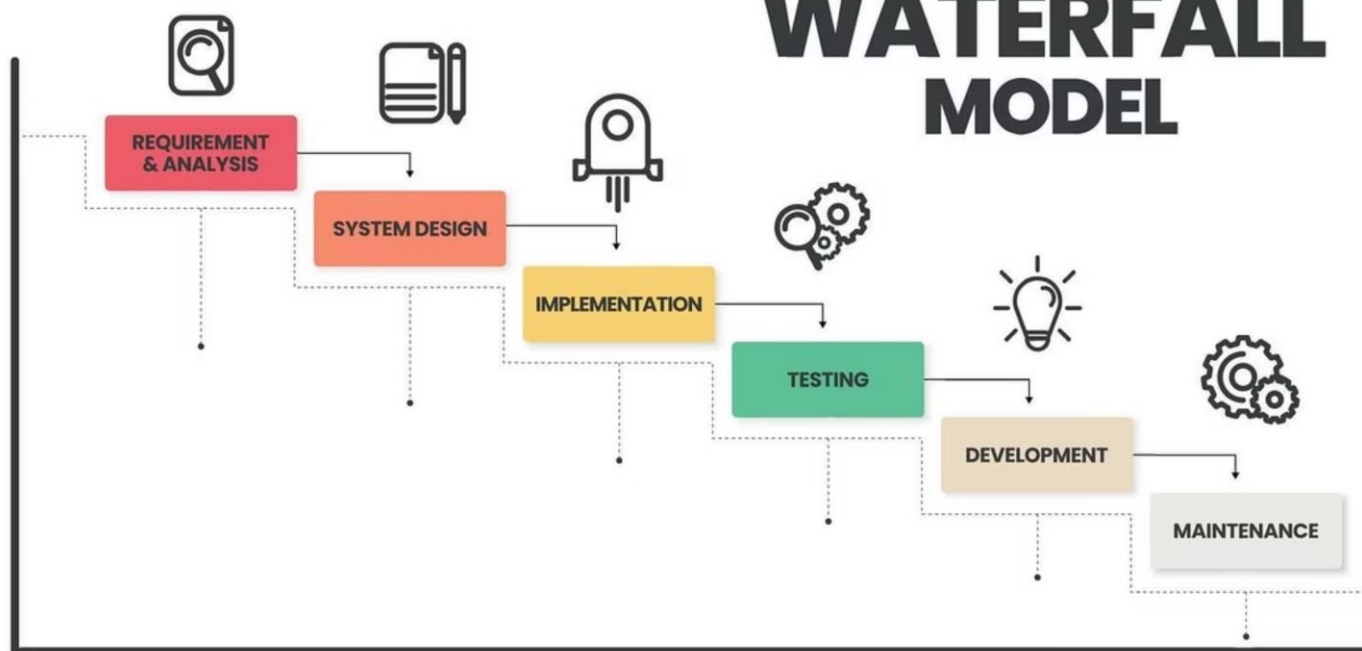 WATERFALL
MODEL
REQUIREMENT
& ANALYSIS
SYSTEM DESIGN
IMPLEMENTATION
TESTING
DEVELOPMENT
MAINTENANCE